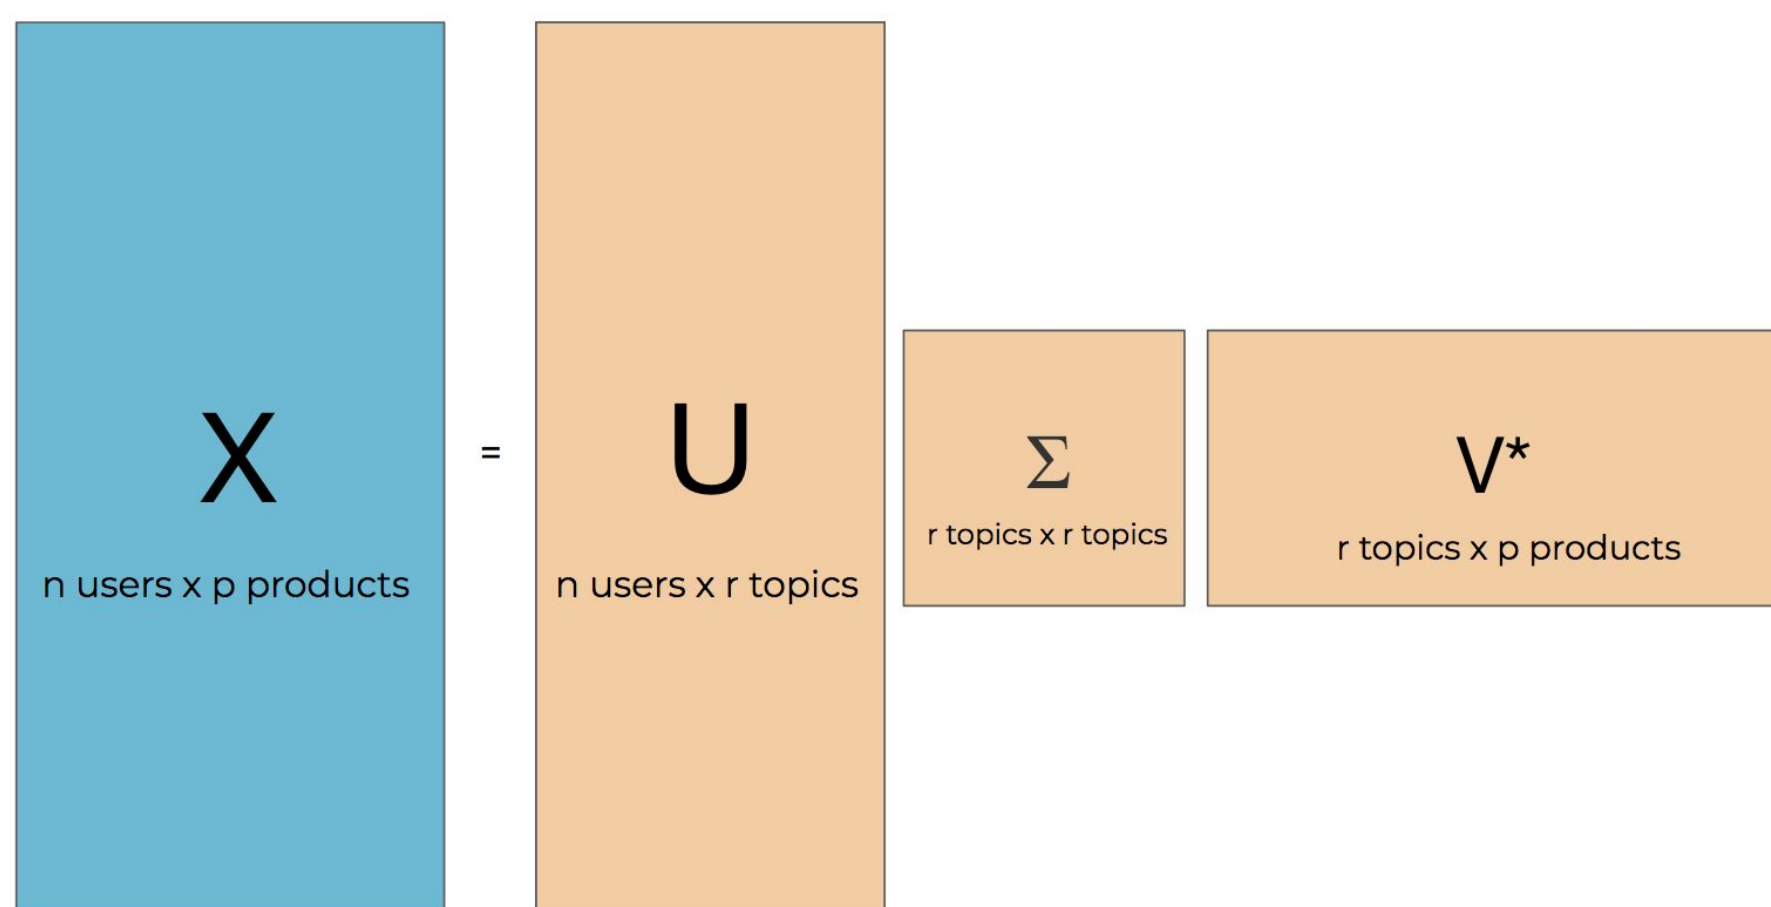 X
n users x p products
=
U
n users x r topics
Σ
r topics x r topics
V*
r topics x p products